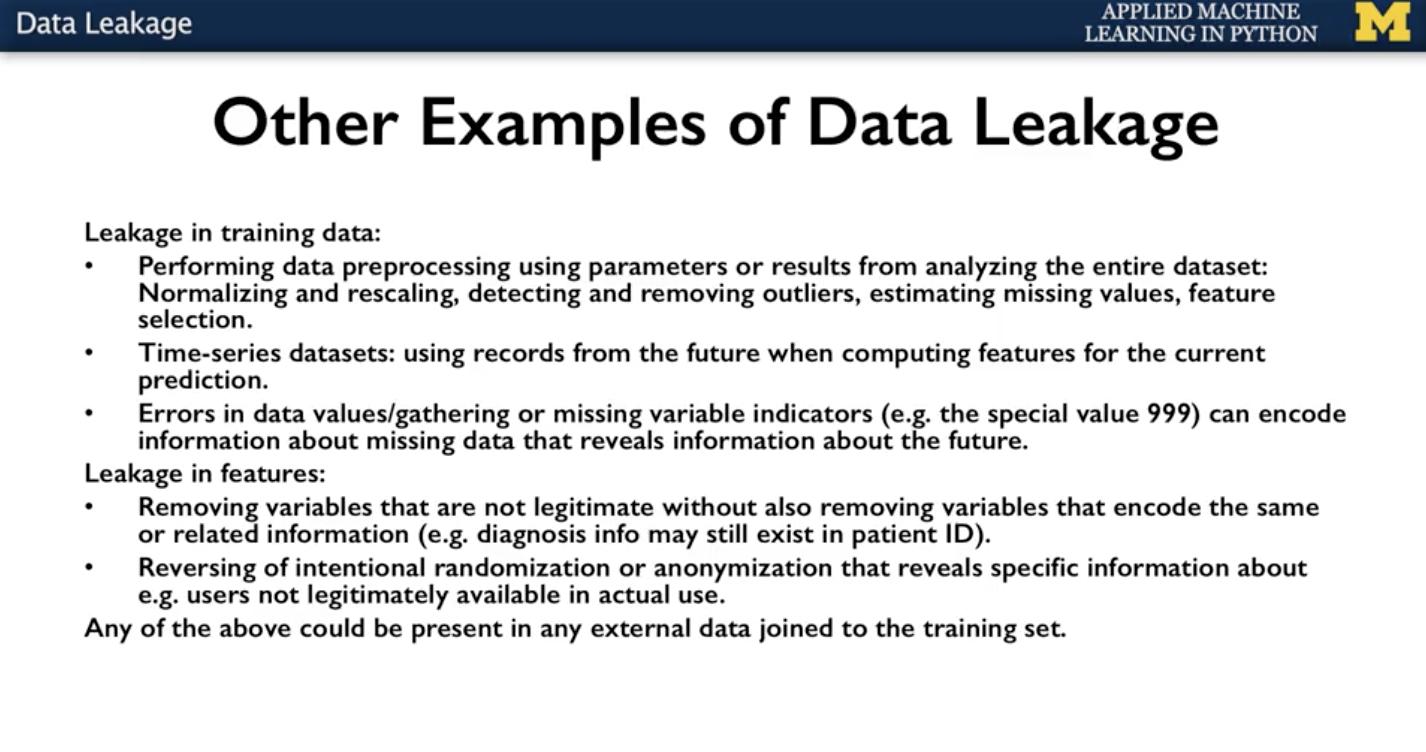 Data Leakage
APPLIED MACHINE
LEARNING IN PYTHON
M
Other Examples of Data Leakage
Leakage in training data:
• Performing data preprocessing using parameters or results from analyzing the entire dataset:
Normalizing and rescaling, detecting and removing outliers, estimating missing values, feature
selection.
• Time-series datasets: using records from the future when computing features for the current
prediction.
• Errors in data values/gathering or missing variable indicators (e.g. the special value 999) can encode
information about missing data that reveals information about the future.
Leakage in features:
• Removing variables that are not legitimate without also removing variables that encode the same
or related information (e.g. diagnosis info may still exist in patient ID).
• Reversing of intentional randomization or anonymization that reveals specific information about
e.g. users not legitimately available in actual use.
Any of the above could be present in any external data joined to the training set.